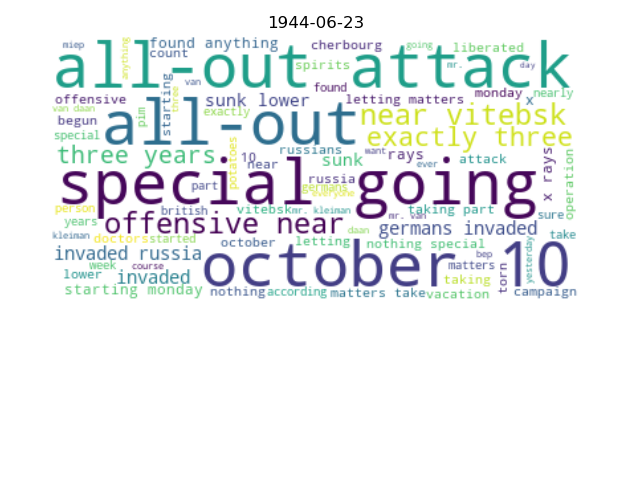 1944-06-23
miep anything found anything cherbourg going liberated
count mr.
all-out attack
spirits day
van found monday nearly
offensive starting three sunk lower letting matters x
begun pim all-out exactly near vitebsk
van daan
special exactly three
three years potatoes 10 russians want rays
near sunk attack
special going
part russia ever x rays operation
germans
everyone
person british vitebsk mr. kleiman taking part sure
years offensive near mr. van germans invaded
kleiman doctors started october daan letting nothing special take
invaded russia october 10 bep yesterday
week course matters
lower invaded taking torn
starting monday nothing according matters take vacation campaign